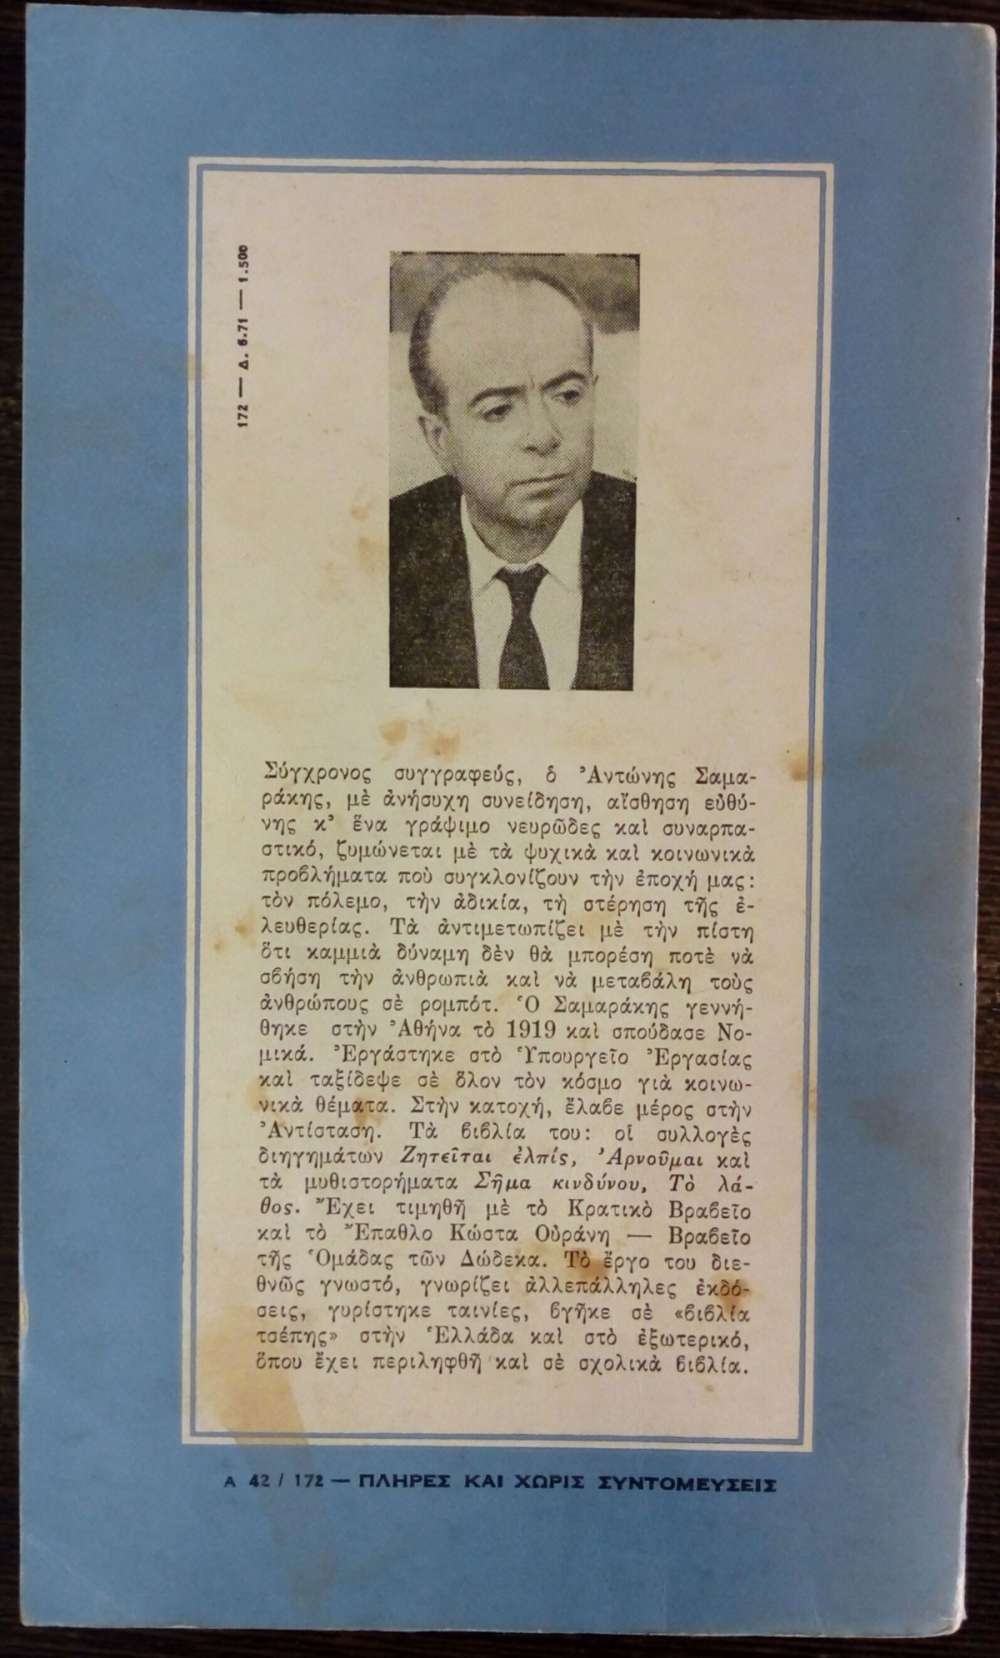 172 — Δ. 6.71 — 1.500
Σύγχρονος συγγραφεύς, ὁ Ἀντώνης Σαμα-
ράκης, μὲ ἀνήσυχη συνείδηση, αἴσθηση εὐθύ-
νης κ᾿ ἕνα γράψιμο νευρῶδες καὶ συναρπα-
στικό, ζυμώνεται μὲ τὰ ψυχικὰ καὶ κοινωνικὰ
προβλήματα ποὺ συγκλονίζουν τὴν ἐποχή μας:
τὸν πόλεμο, τὴν ἀδικία, τὴ στέρηση τῆς ἐ-
λευθερίας. Τὰ ἀντιμετωπίζει μὲ τὴν πίστη
ὅτι καμμιὰ δύναμη δὲν θὰ μπορέση ποτὲ νὰ
σβήση τὴν ἀνθρωπιὰ καὶ νὰ μεταβάλη τοὺς
ἀνθρώπους σὲ ρομπότ. Ὁ Σαμαράκης γεννή-
θηκε στὴν Ἀθήνα τὸ 1919 καὶ σπούδασε Νο-
μικά. Ἐργάστηκε στὸ Ὑπουργεῖο Ἐργασίας
καὶ ταξίδεψε σὲ ὅλον τὸν κόσμο γιὰ κοινω-
νικὰ θέματα. Στὴν κατοχή, ἔλαβε μέρος στὴν
Ἀντίσταση. Τὰ βιβλία του: οἱ συλλογὲς
διηγημάτων Ζητεῖται ἐλπίς, Ἀρνοῦμαι καὶ
τὰ μυθιστορήματα Σῆμα κινδύνου, Τὸ λά-
θος. Ἔχει τιμηθῆ μὲ τὸ Κρατικὸ Βραβεῖο
καὶ τὸ Ἔπαθλο Κώστα Οὐράνη — Βραβεῖο
τῆς Ὁμάδας τῶν Δώδεκα. Τὸ ἔργο του διε-
θνῶς γνωστό, γνωρίζει ἀλλεπάλληλες ἐκδό-
σεις, γυρίστηκε ταινίες, βγῆκε σὲ «βιβλία
τσέπης» στὴν Ἑλλάδα καὶ στὸ ἐξωτερικό,
ὅπου ἔχει περιληφθῆ καὶ σὲ σχολικὰ βιβλία.
Α 42 / 172 — ΠΛΗΡΕΣ ΚΑΙ ΧΩΡΙΣ ΣΥΝΤΟΜΕΥΣΕΙΣ